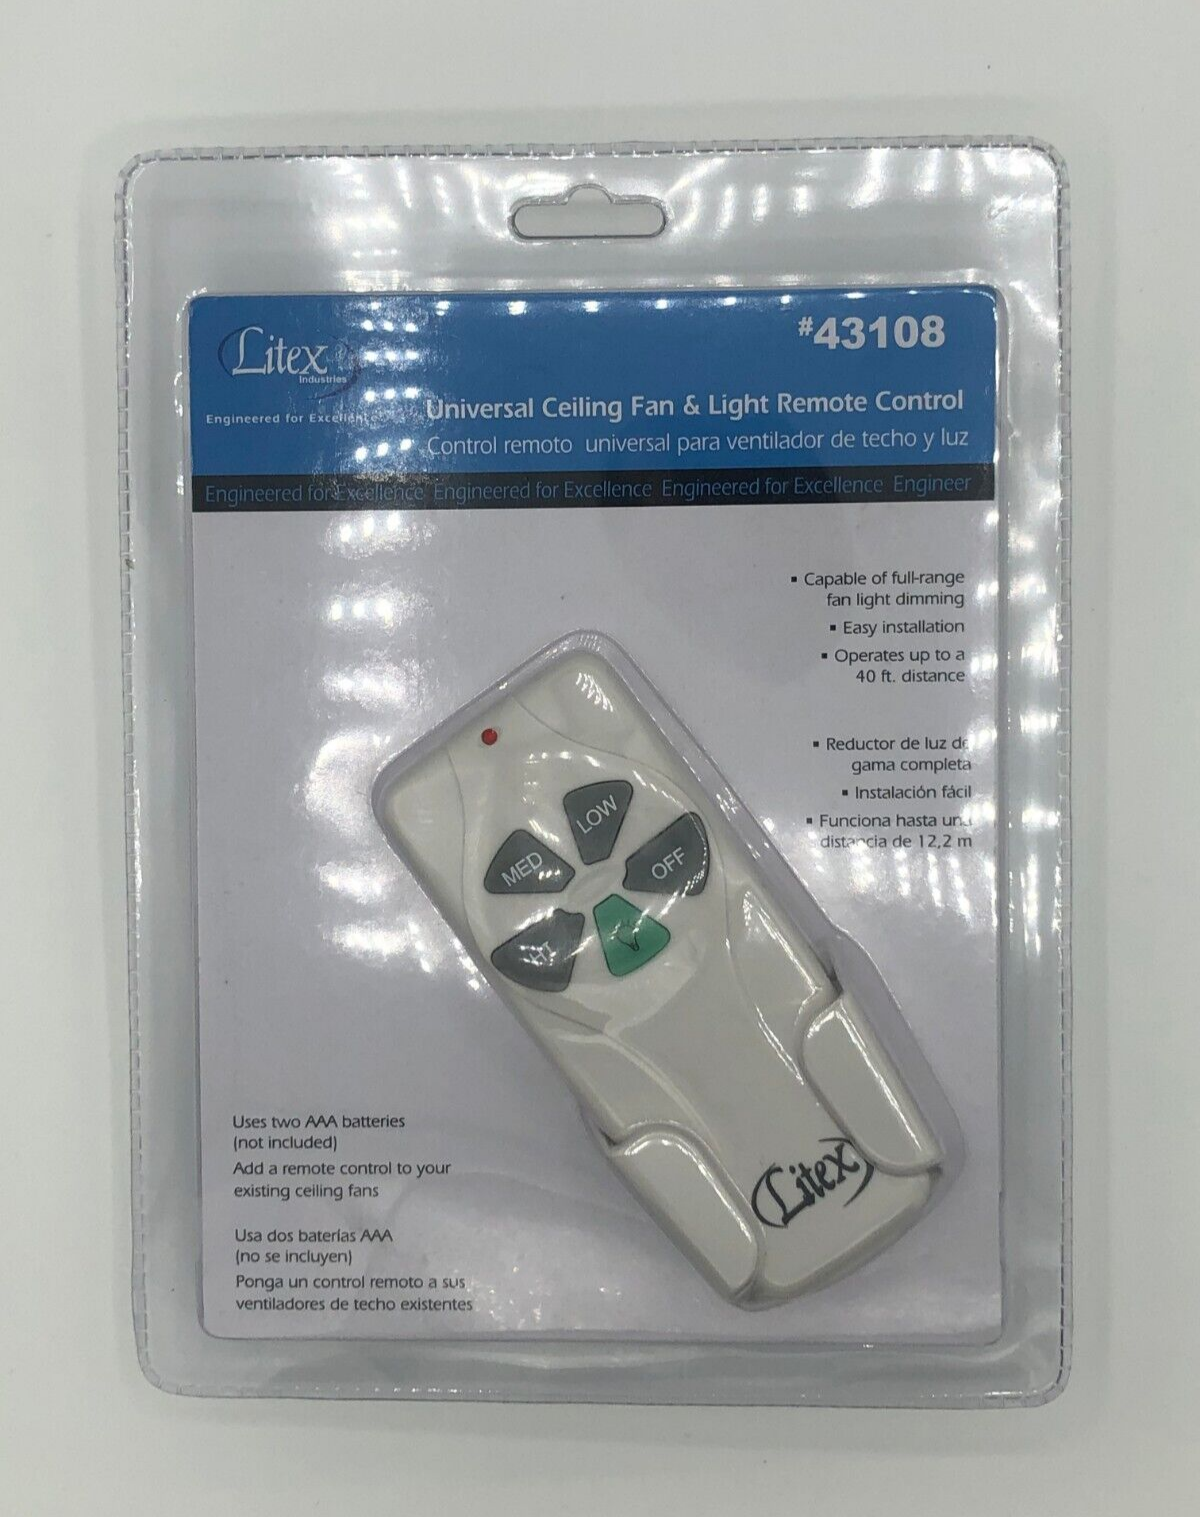 Litex
Industries
Engineered for Excellence
#43108
Universal Ceiling Fan & Light Remote Control
Control remoto universal para ventilador de techo y luz
Engineered for Excellence Engineered for Excellence Engineered for Excellence Engineer
▪ Capable of full-range
fan light dimming
▪ Easy installation
▪ Operates up to a
40 ft. distance
▪ Reductor de luz de
gama completa
▪ Instalación fácil
▪ Funciona hasta una
distancia de 12,2 m
LOW
MED
OFF
HI
Litex
Uses two AAA batteries
(not included)
Add a remote control to your
existing ceiling fans
Usa dos baterías AAA
(no se incluyen)
Ponga un control remoto a sus
ventiladores de techo existentes